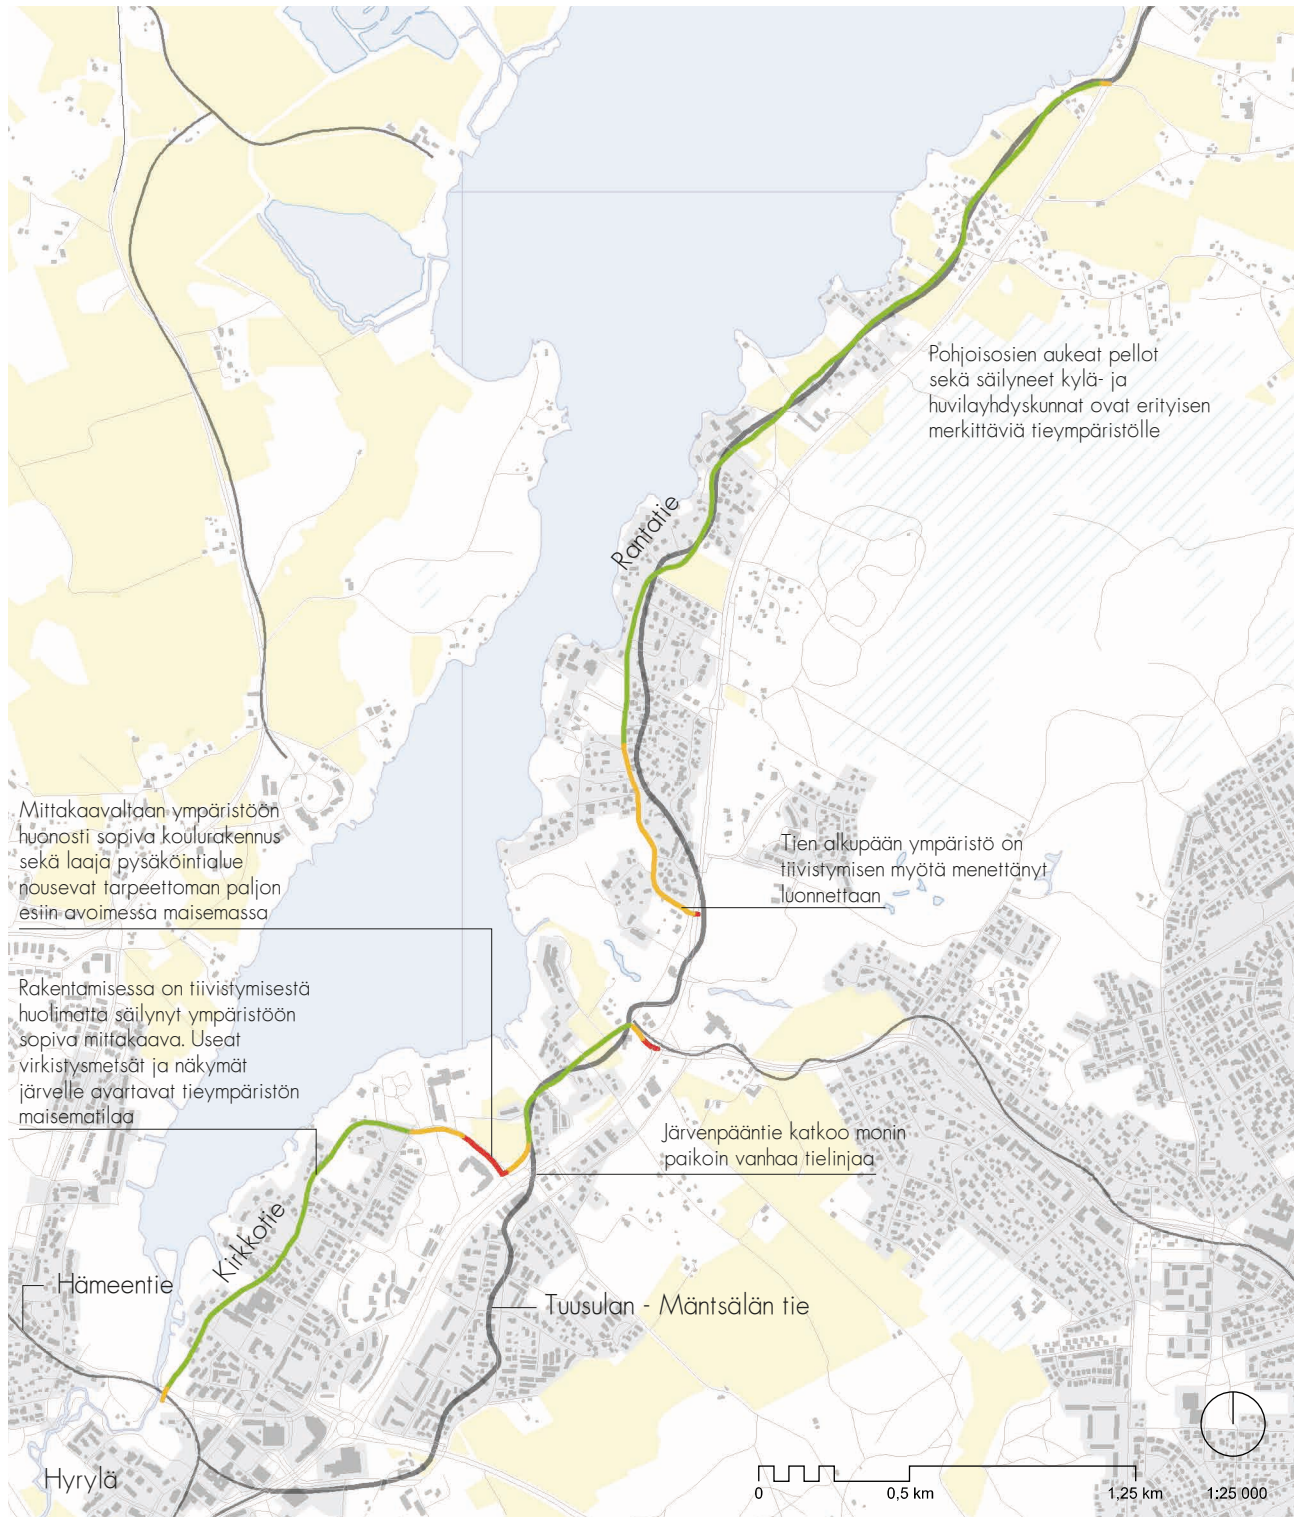 Pohjoisosien aukeat pellot
sekä säilyneet kylä- ja
huvilayhdyskunnat ovat erityisen
merkittäviä tieympäristölle
Rantatie
Mittakaavaltaan ympäristöön
huonosti sopiva koulurakennus
sekä laaja pysäköintialue
nousevat tarpeettoman paljon
esiin avoimessa maisemassa
Tien alkupään ympäristö on
tiivistymisen myötä menettänyt
luonnettaan
Rakentamisessa on tiivistymisestä
huolimatta säilynyt ympäristöön
sopiva mittakaava. Useat
virkistysmetsät ja näkymät
järvelle avartavat tieympäristön
maisematilaa
Järvenpääntie katkoo monin
paikoin vanhaa tielinjaa
Kirkkotie
Hämeentie
Tuusulan - Mäntsälän tie
Hyrylä
0
0,5 km
1,25 km
1:25 000